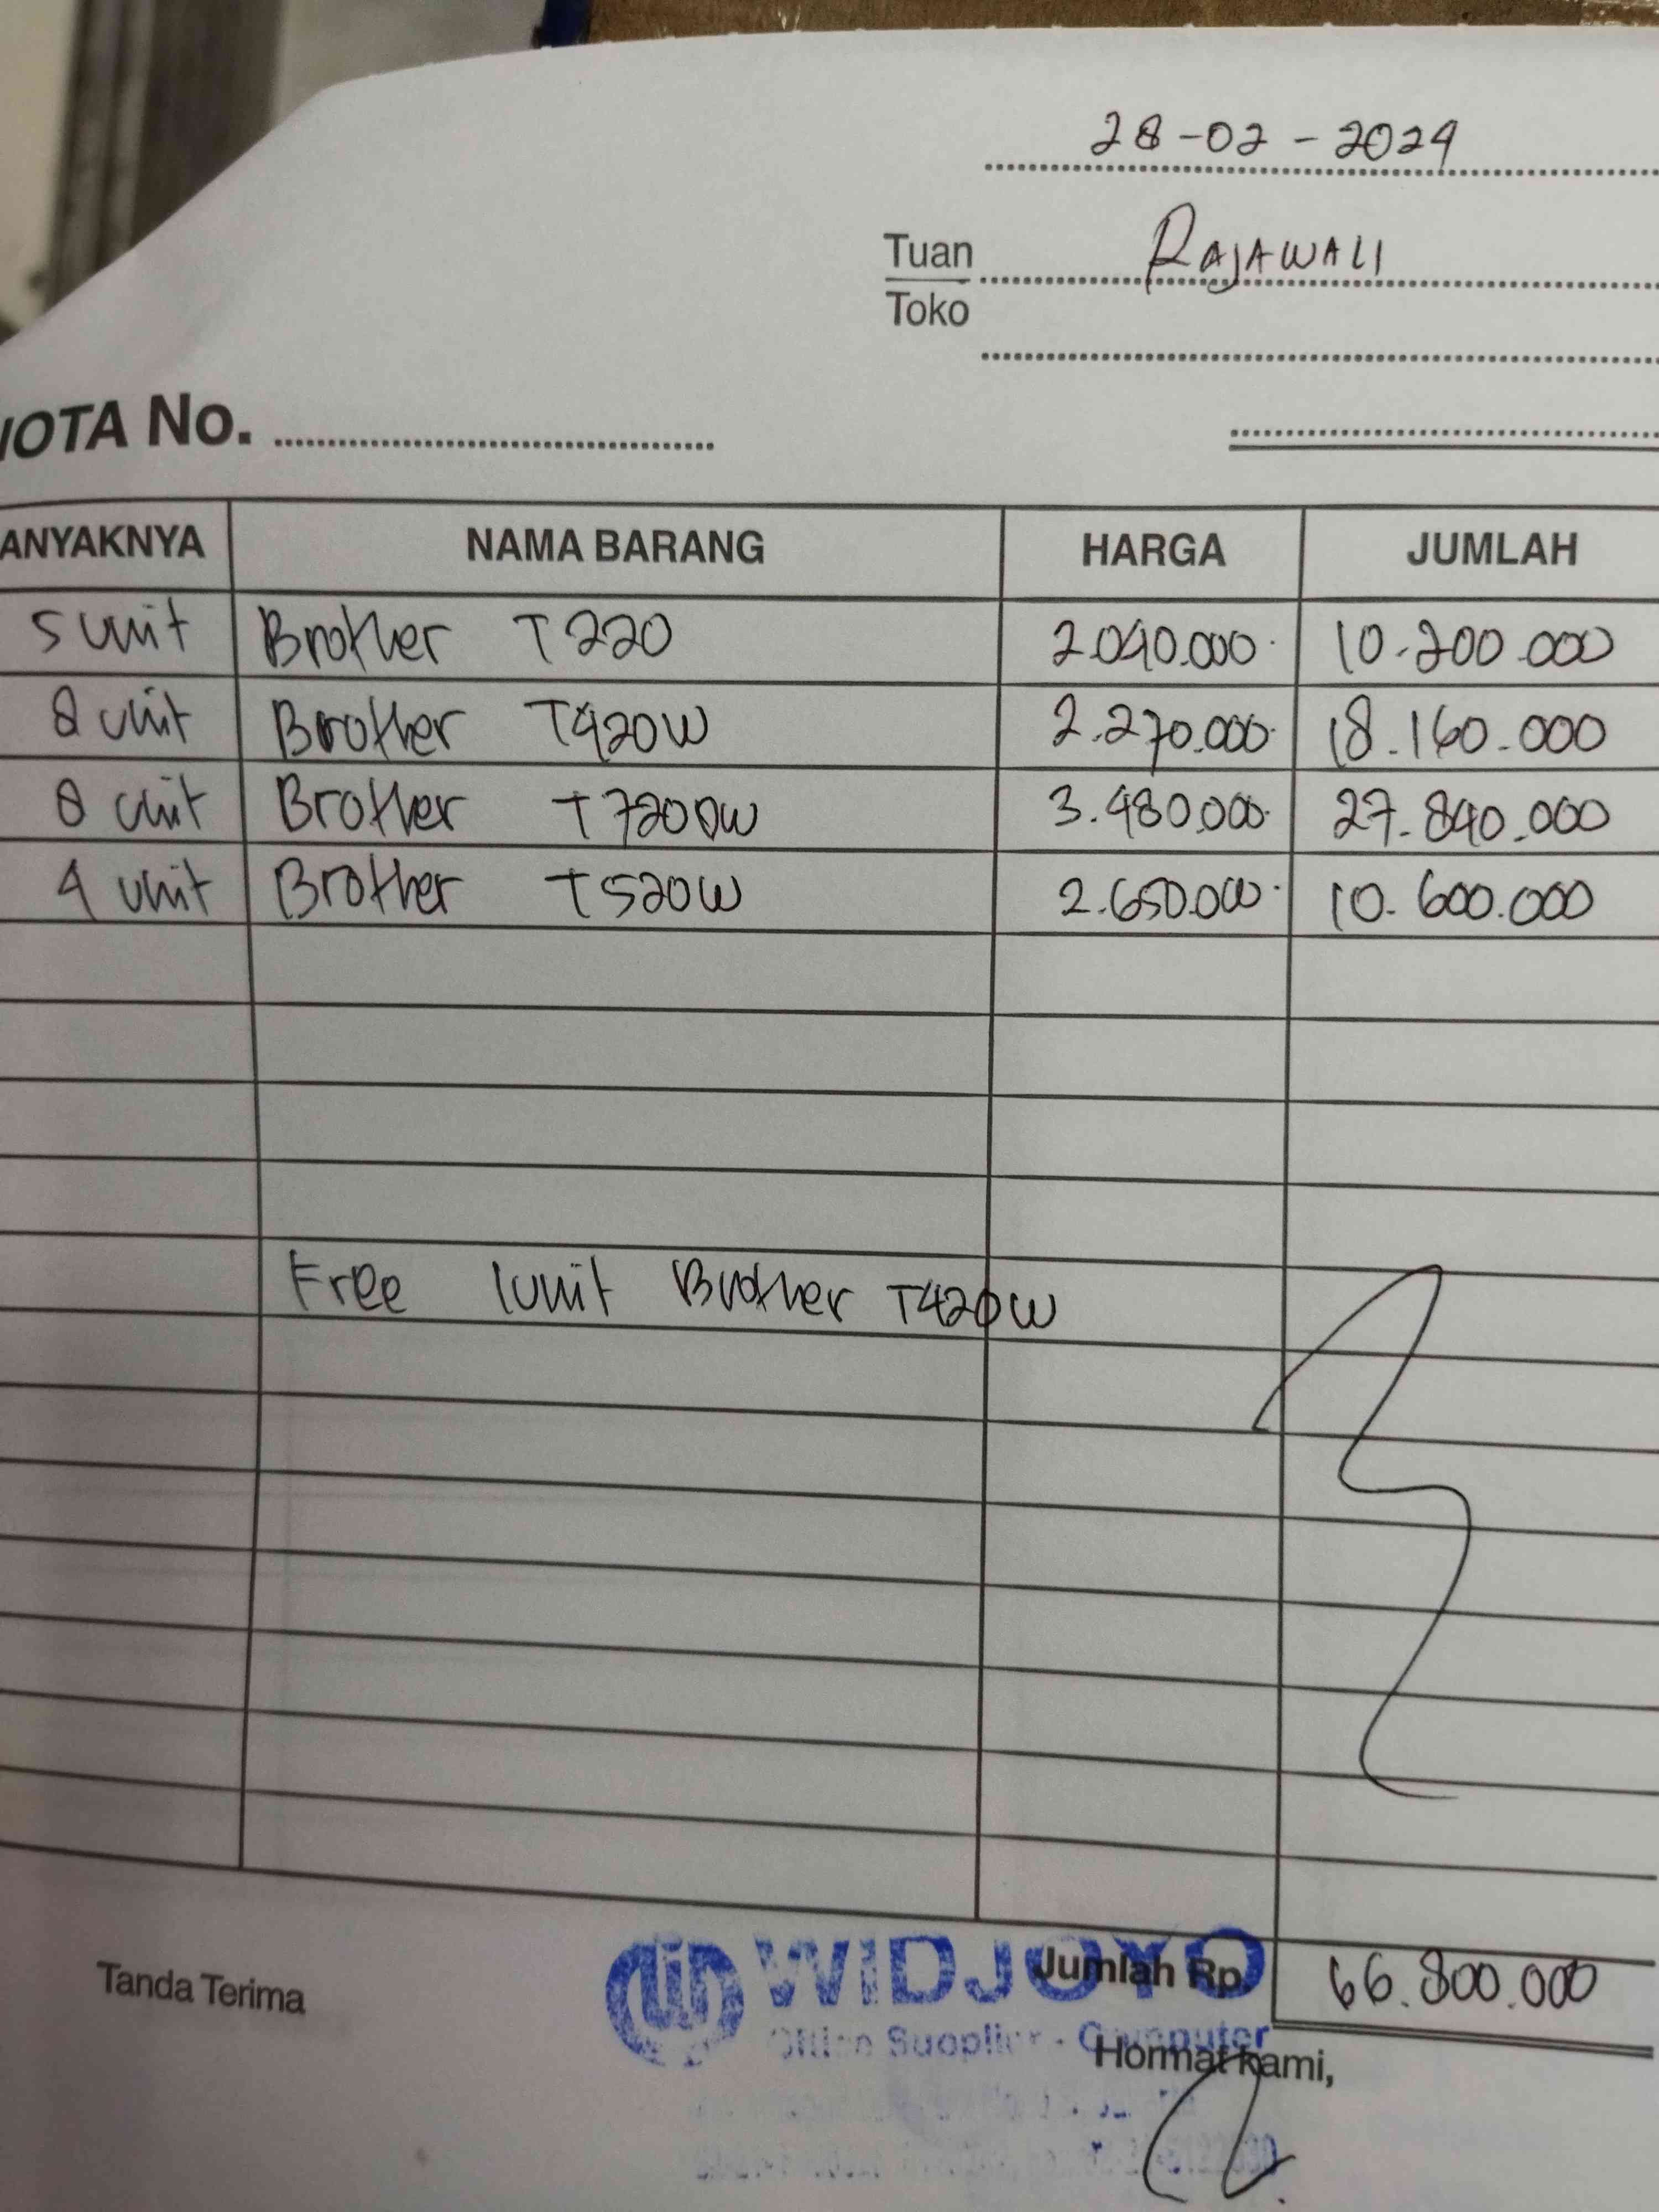 28-02-2024
Tuan RAJAWALI
Toko
NOTA No.
ANYAKNYA NAMA BARANG HARGA JUMLAH
5 unit Brother T220 2.040.000 10.200.000
8 unit Brother T420W 2.270.000 18.160.000
8 unit Brother T720DW 3.480.000 27.840.000
4 unit Brother T520W 2.650.000 10.600.000
Free 1 unit Brother T420W
Tanda Terima WIDJOYO Jumlah Rp. 66.800.000
Office Supplier - Computer
Hormat kami,